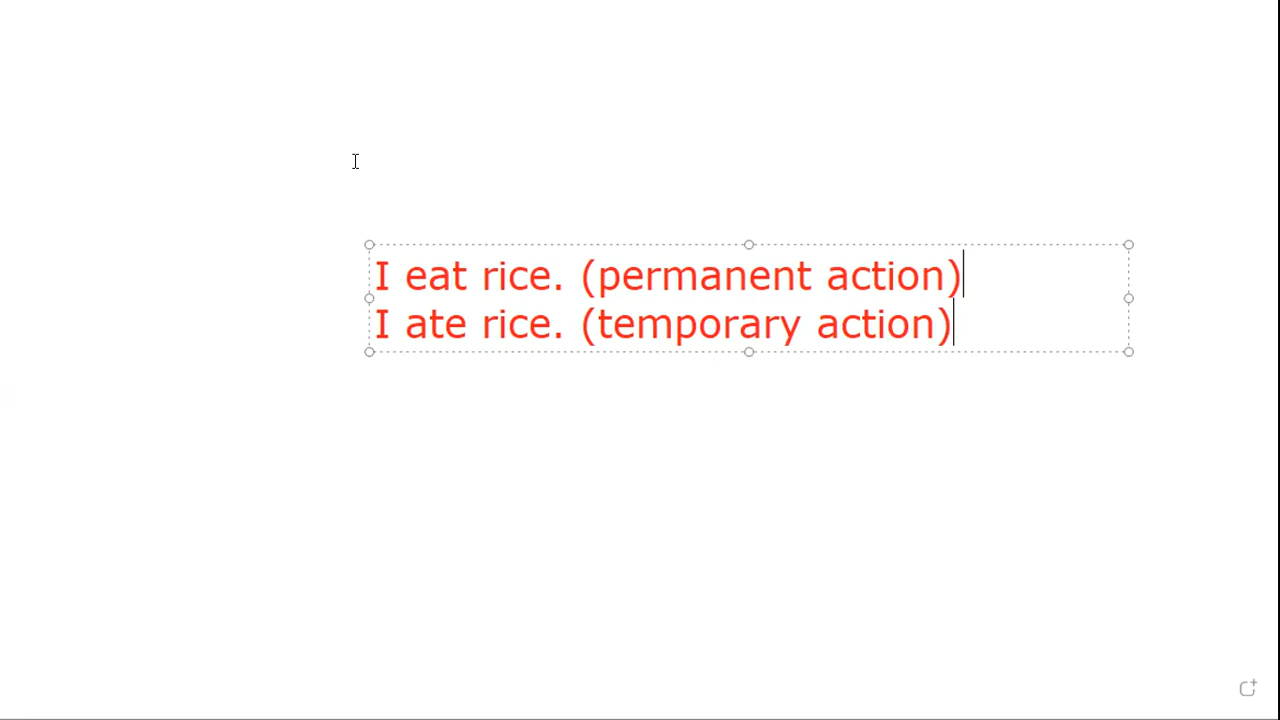 I eat rice. (permanent action)
I ate rice. (temporary action)